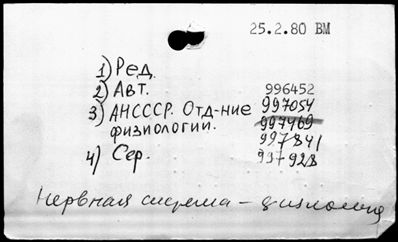 25.2.80 ВМ
1) Ред.
2) Авт. 996452
3) АНСССР. Отд-ние 997054
физиологии. 997469
997841
4) Сер. 997928
Нервная система - физиология